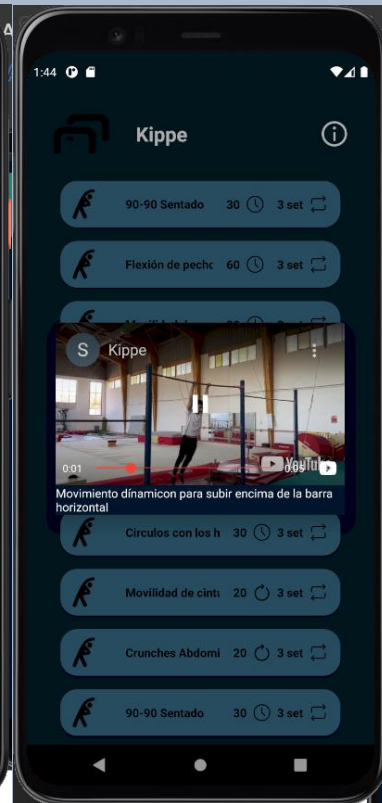 1:44
Kippe
90-90 Sentado 30 3 set
Flexión de pecho 60 3 set
S Kippe
0:01 0:05
YouTube
Movimiento dínamicon para subir encima de la barra
horizontal
Circulos con los h 30 3 set
Movilidad de cintu 20 3 set
Crunches Abdomi 20 3 set
90-90 Sentado 30 3 set